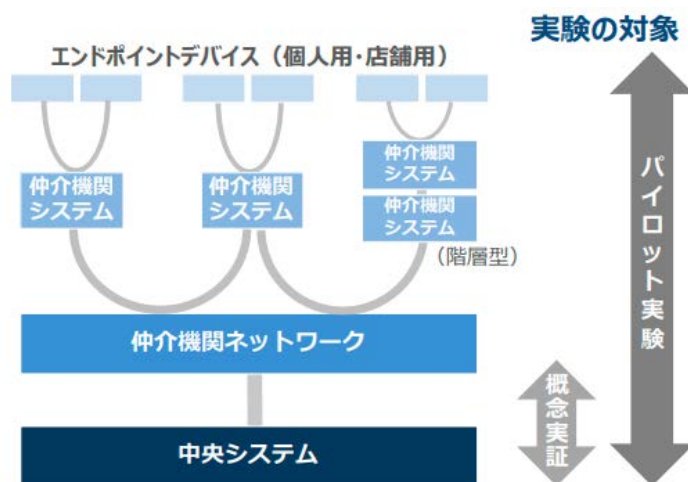 実験の対象
エンドポイントデバイス（個人用・店舗用）
仲介機関
システム
仲介機関
システム
仲介機関
システム
仲介機関
システム
（階層型）
仲介機関ネットワーク
中央システム
概念実証
パイロット実験